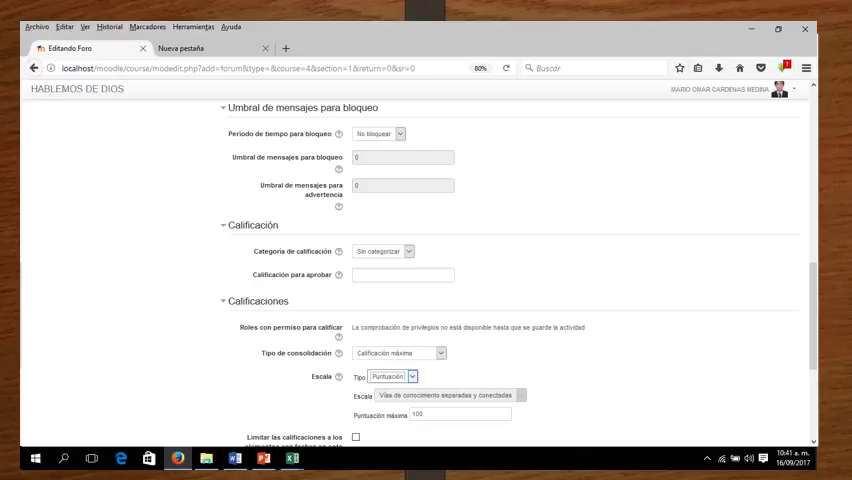 Archivo Editar Ver Historial Marcadores Herramientas Ayuda
Editando Foro
Nueva pestaña
localhost/moodle/course/modedit.php?add=forum&type=&course=4&section=1&return=0&sr=0
80%
Buscar
7
HABLEMOS DE DIOS
MARIO OMAR CARDENAS MEDINA
Umbral de mensajes para bloqueo
Periodo de tiempo para bloqueo
No bloquear
Umbral de mensajes para bloqueo
0
Umbral de mensajes para
advertencia
0
Calificación
Categoría de calificación
Sin categorizar
Calificación para aprobar
Calificaciones
Roles con permiso para calificar
La comprobación de privilegios no está disponible hasta que se guarde la actividad
Tipo de consolidación
Calificación máxima
Escala
Tipo
Puntuación
Escala
Vías de conocimiento separadas y conectadas
Puntuación máxima
100
Limitar las calificaciones a los
10:41 a. m.
16/09/2017